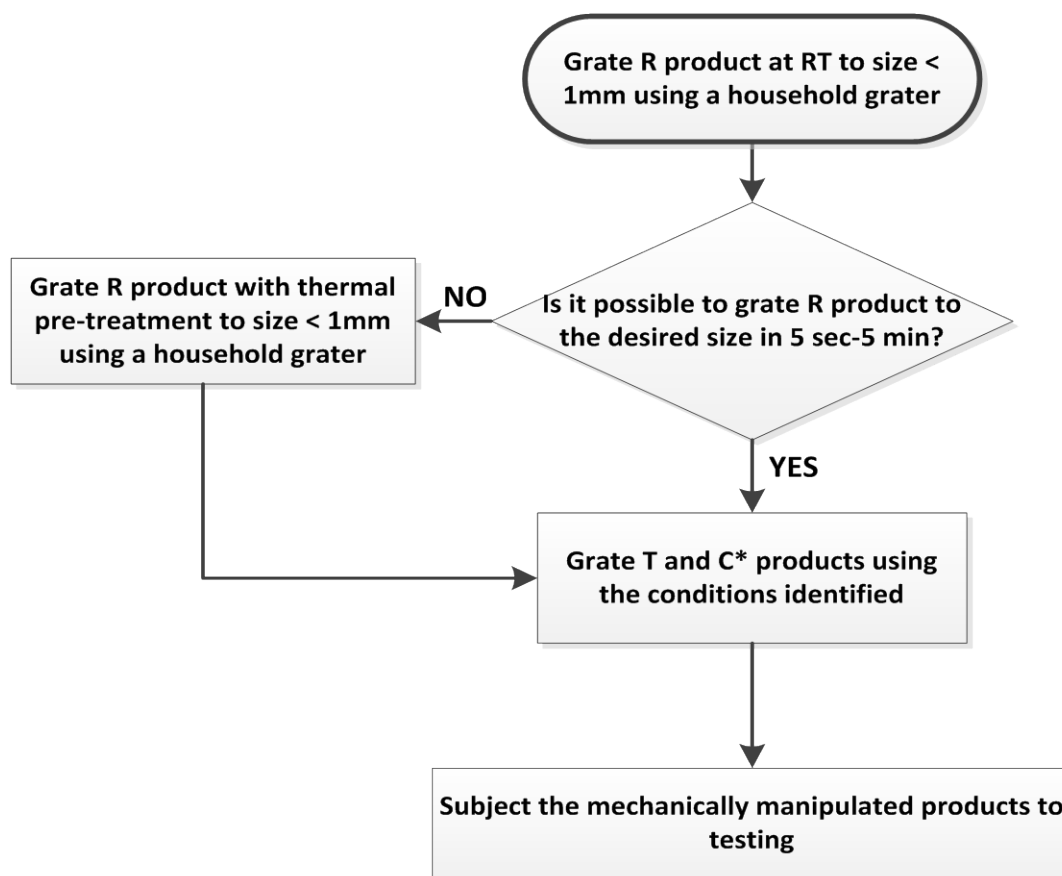 Grate R product at RT to size <
1mm using a household grater
Is it possible to grate R product to
the desired size in 5 sec-5 min?
NO
Grate R product with thermal
pre-treatment to size < 1mm
using a household grater
YES
Grate T and C* products using
the conditions identified
Subject the mechanically manipulated products to
testing